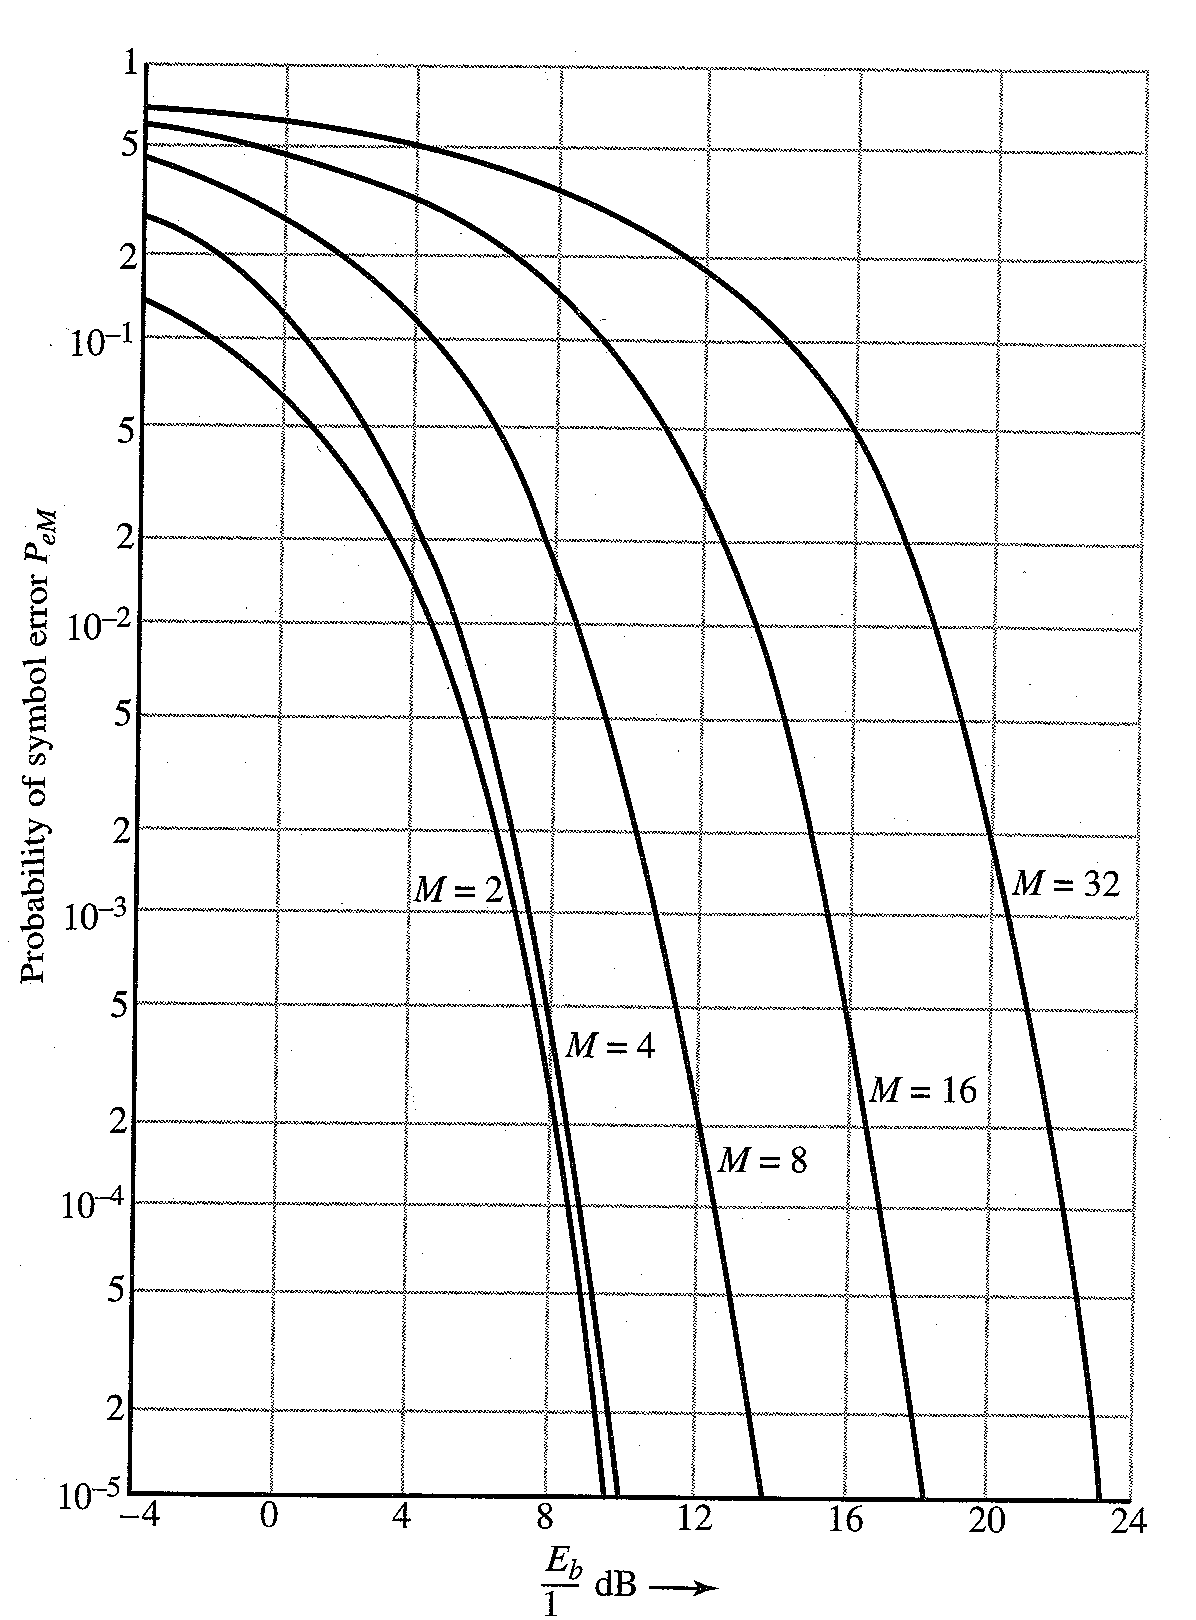 Probability of symbol error P_eM
1
5
2
10^-1
5
2
10^-2
5
2
10^-3
5
2
10^-4
5
2
10^-5
M = 2
M = 4
M = 8
M = 16
M = 32
-4 0 4 8 12 16 20 24
E_b
1
dB